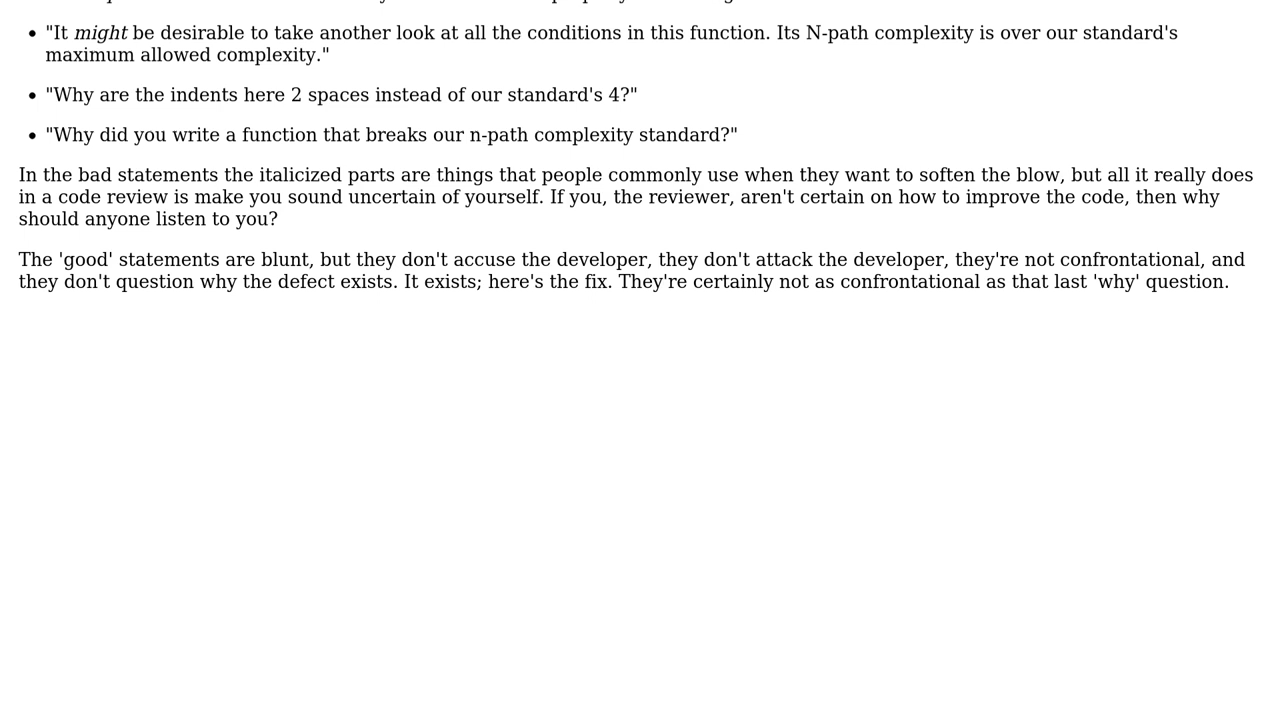 "It might be desirable to take another look at all the conditions in this function. Its N-path complexity is over our standard's
maximum allowed complexity."
"Why are the indents here 2 spaces instead of our standard's 4?"
"Why did you write a function that breaks our n-path complexity standard?"
In the bad statements the italicized parts are things that people commonly use when they want to soften the blow, but all it really does
in a code review is make you sound uncertain of yourself. If you, the reviewer, aren't certain on how to improve the code, then why
should anyone listen to you?
The 'good' statements are blunt, but they don't accuse the developer, they don't attack the developer, they're not confrontational, and
they don't question why the defect exists. It exists; here's the fix. They're certainly not as confrontational as that last 'why' question.